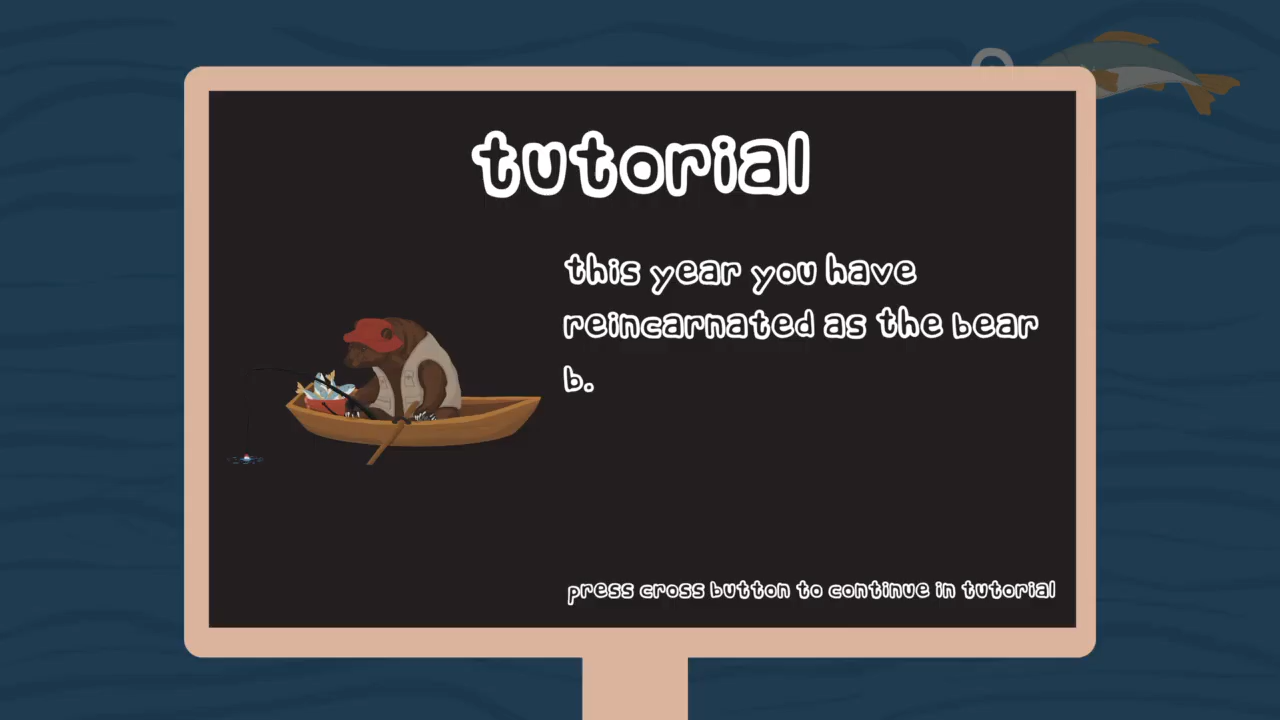 tutorial
this year you have
reincarnated as the bear
b.
press cross button to continue in tutorial